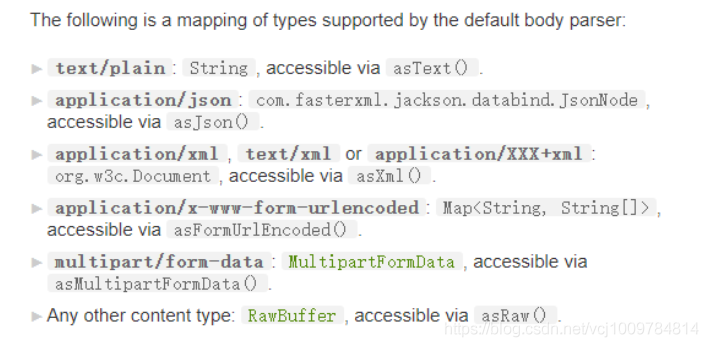 The following is a mapping of types supported by the default body parser:
text/plain: String, accessible via asText().
application/json: com.fasterxml.jackson.databind.JsonNode,
accessible via asJson().
application/xml, text/xml or application/XXX+xml:
org.w3c.Document, accessible via asXml().
application/x-www-form-urlencoded: Map<String, String[]>,
accessible via asFormUrlEncoded().
multipart/form-data: MultipartFormData, accessible via
asMultipartFormData().
Any other content type: RawBuffer, accessible via asRaw().
https://blog.csdn.net/vcj1009784814